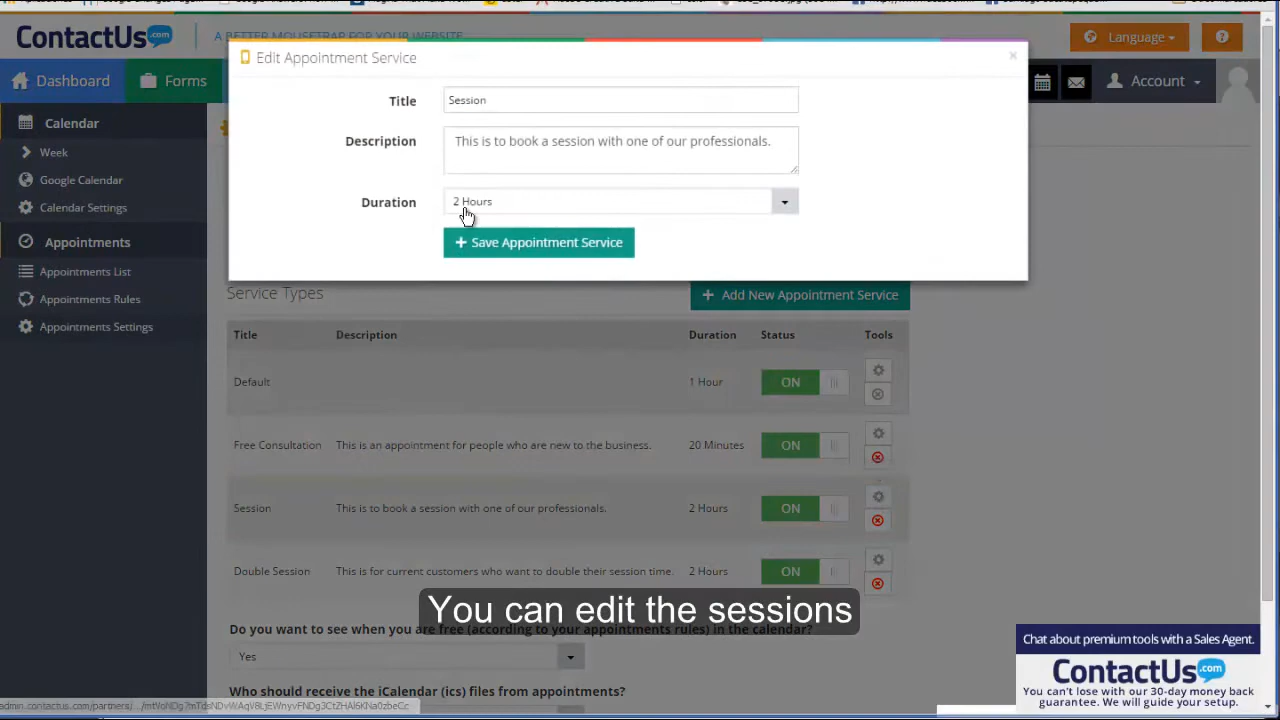 ContactUs.com
A BETTER MOUSETRAP FOR YOUR WEBSITE
Language
Dashboard
Forms
Account
Edit Appointment Service
Title
Session
Description
This is to book a session with one of our professionals.
Duration
2 Hours
+ Save Appointment Service
Calendar
Week
Google Calendar
Calendar Settings
Appointments
Appointments List
Appointments Rules
Appointments Settings
Service Types
+ Add New Appointment Service
Title Description Duration Status Tools
Default 1 Hour ON
Free Consultation This is an appointment for people who are new to the business. 20 Minutes ON
Session This is to book a session with one of our professionals. 2 Hours ON
Double Session This is for current customers who want to double their session time. 2 Hours ON
You can edit the sessions
Do you want to see when you are free (according to your appointments rules) in the calendar?
Yes
Who should receive the iCalendar (ics) files from appointments?
Chat about premium tools with a Sales Agent.
ContactUs.com
You can't lose with our 30-day money back
guarantee. We will guide your setup.